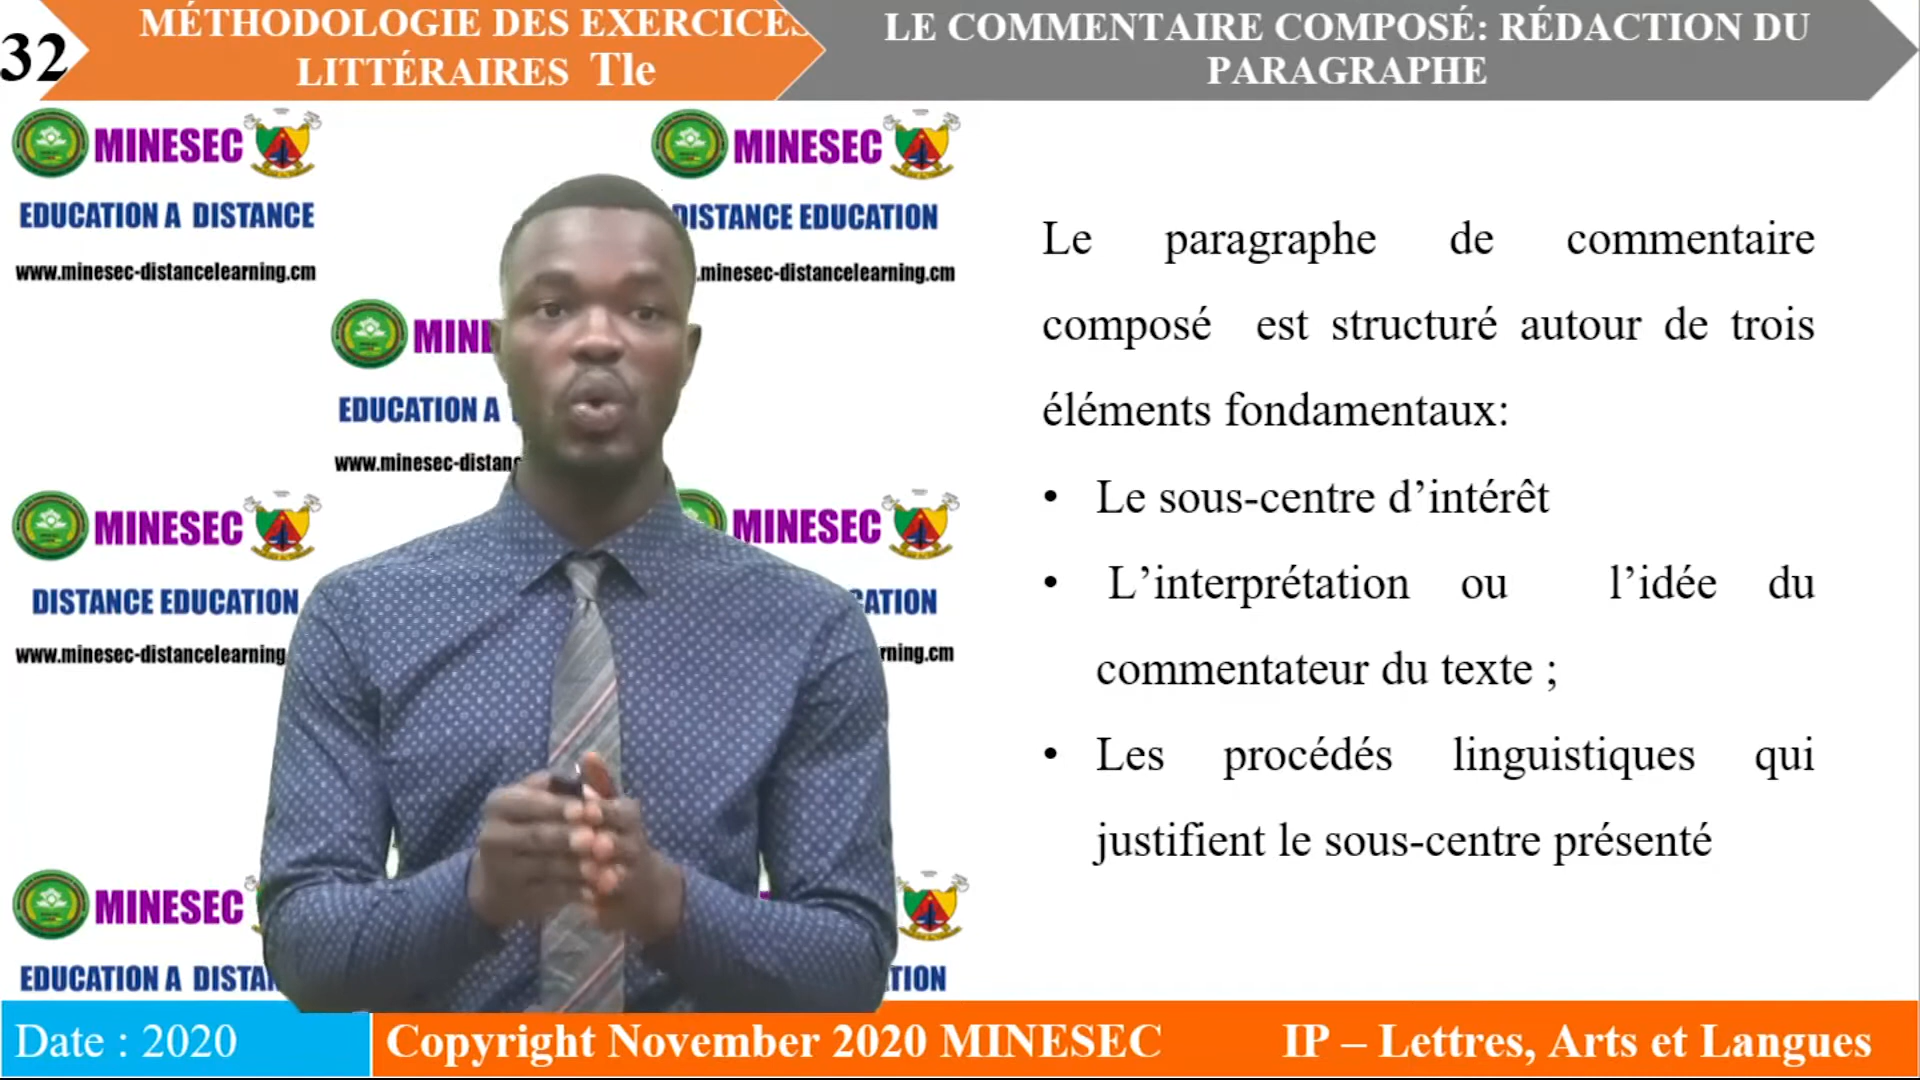 32
MÉTHODOLOGIE DES EXERCICES
LITTÉRAIRES Tle
LE COMMENTAIRE COMPOSÉ: RÉDACTION DU
PARAGRAPHE
MINESEC
EDUCATION A DISTANCE
www.minesec-distancelearning.cm
MINESEC
DISTANCE EDUCATION
.minesec-distancelearning.cm
MINE
EDUCATION A
www.minesec-distanc
MINESEC
DISTANCE EDUCATION
www.minesec-distancelearning
MINESEC
CATION
rning.cm
MINESEC
EDUCATION A DISTAN
TION
Le paragraphe de commentaire
composé est structuré autour de trois
éléments fondamentaux:
• Le sous-centre d’intérêt
• L’interprétation ou l’idée du
commentateur du texte ;
• Les procédés linguistiques qui
justifient le sous-centre présenté
Date : 2020
Copyright November 2020 MINESEC
IP – Lettres, Arts et Langues